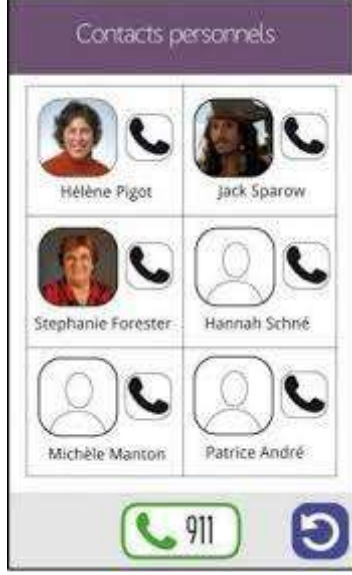 Contacts personnels
Hélène Pigot
Jack Sparow
Stephanie Forester
Hannah Schné
Michèle Manton
Patrice André
911